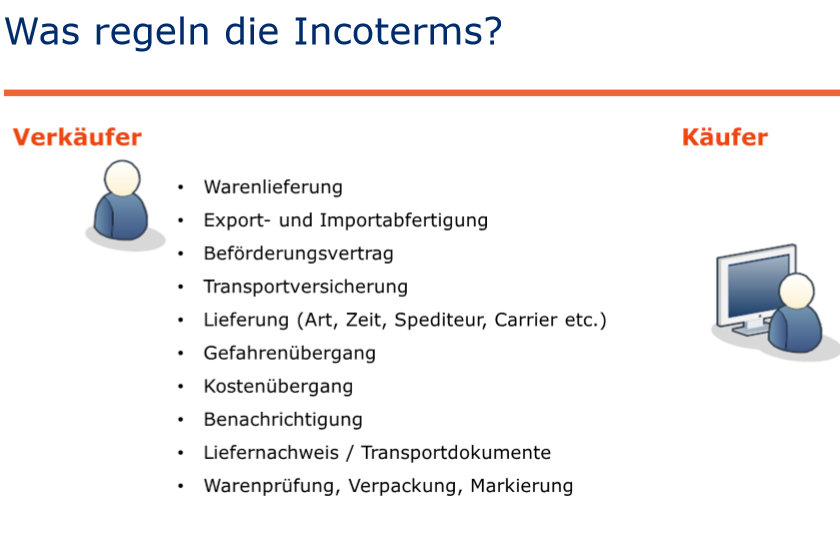 Was regeln die Incoterms?
Verkäufer
Käufer
• Warenlieferung
• Export- und Importabfertigung
• Beförderungsvertrag
• Transportversicherung
• Lieferung (Art, Zeit, Spediteur, Carrier etc.)
• Gefahrenübergang
• Kostenübergang
• Benachrichtigung
• Liefernachweis / Transportdokumente
• Warenprüfung, Verpackung, Markierung